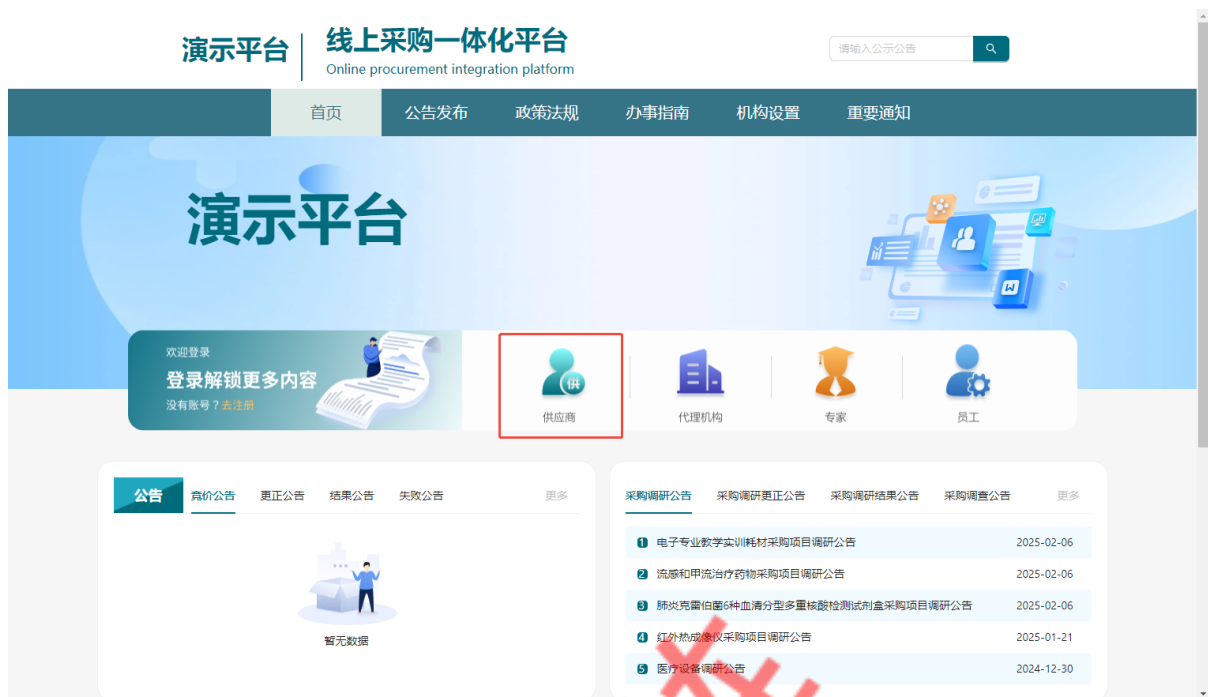 演示平台
线上采购一体化平台
Online procurement integration platform
请输入公示公告
首页 公告发布 政策法规 办事指南 机构设置 重要通知
演示平台
欢迎登录
登录解锁更多内容
没有账号？去注册
供
供应商 代理机构 专家 员工
公告 竞价公告 更正公告 结果公告 失败公告 更多
暂无数据
采购调研公告 采购调研更正公告 采购调研结果公告 采购调查公告 更多
1 电子专业教学实训耗材采购项目调研公告 2025-02-06
2 流感和甲流治疗药物采购项目调研公告 2025-02-06
3 肺炎克雷伯菌6种血清分型多重核酸检测试剂盒采购项目调研公告 2025-02-06
4 红外热成像仪采购项目调研公告 2025-01-21
5 医疗设备调研公告 2024-12-30